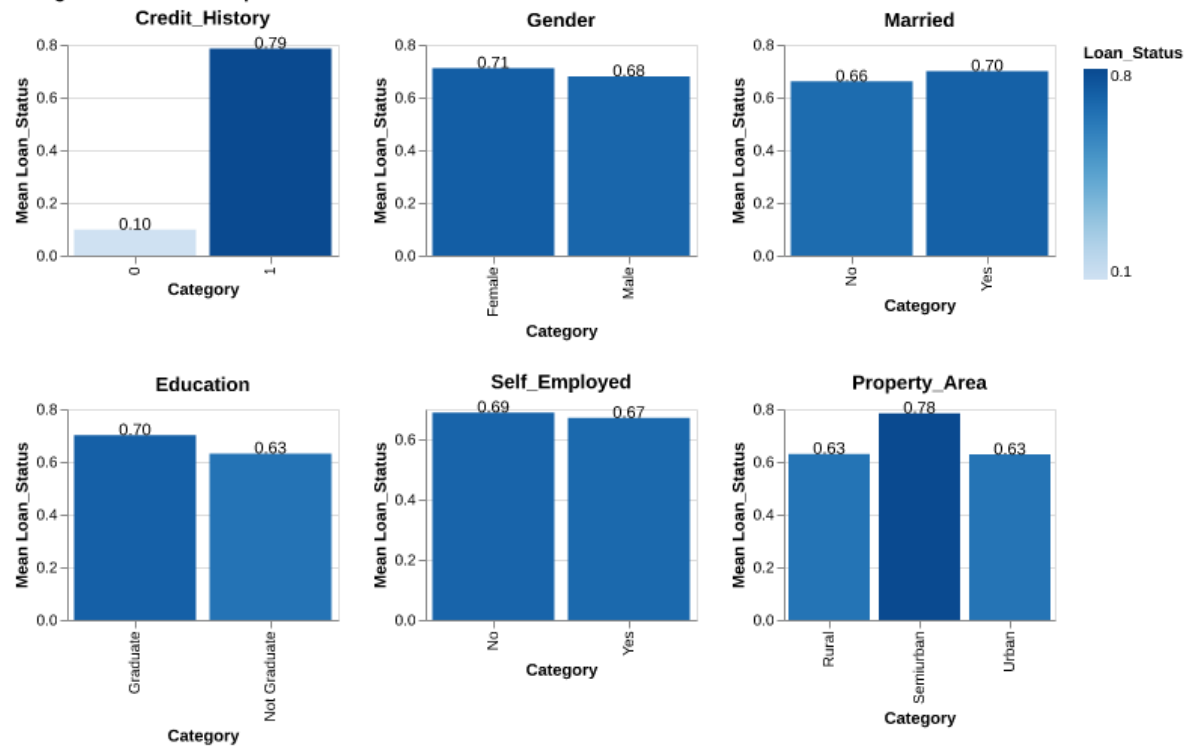 Credit_History
0.8
0.6
0.4
0.2
0.0
Mean Loan_Status
0.10
0.79
0
1
Category
Gender
0.8
0.6
0.4
0.2
0.0
Mean Loan_Status
0.71
0.68
Female
Male
Category
Married
0.8
0.6
0.4
0.2
0.0
Mean Loan_Status
0.66
0.70
No
Yes
Category
Loan_Status
0.8
0.1
Education
0.8
0.6
0.4
0.2
0.0
Mean Loan_Status
0.70
0.63
Graduate
Not Graduate
Category
Self_Employed
0.6
0.4
0.2
0.0
Mean Loan_Status
0.69
0.67
No
Yes
Category
Property_Area
0.8
0.6
0.4
0.2
0.0
Mean Loan_Status
0.63
0.78
0.63
Rural
Semiurban
Urban
Category